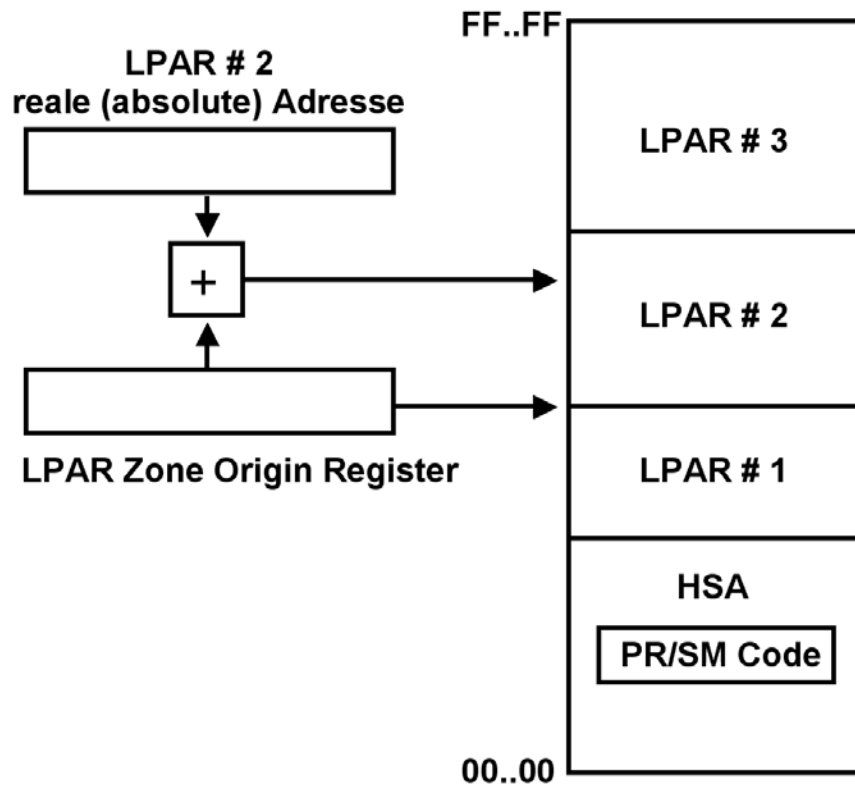 LPAR # 2
reale (absolute) Adresse
+
LPAR Zone Origin Register
FF..FF
LPAR # 3
LPAR # 2
LPAR # 1
HSA
PR/SM Code
00..00